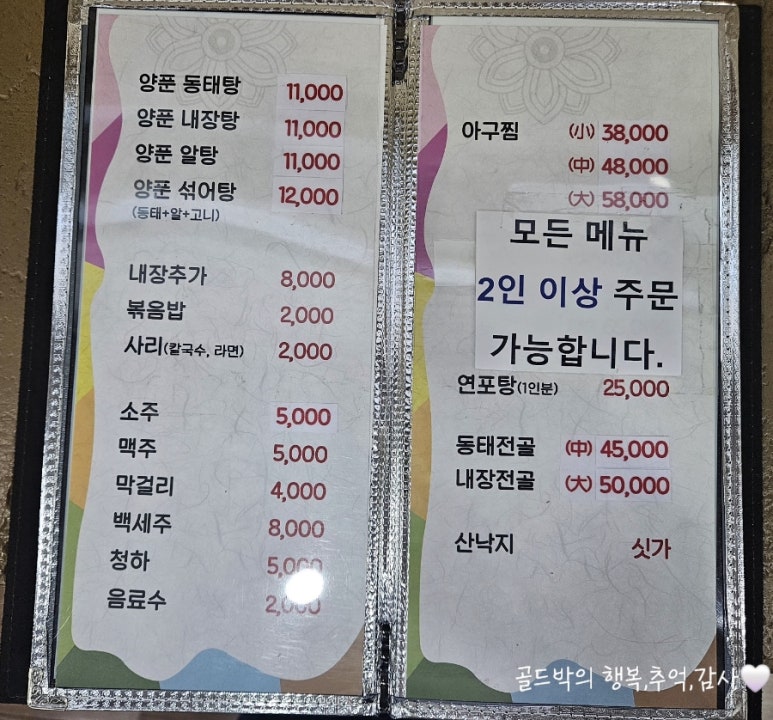 양푼 동태탕 11,000
양푼 내장탕 11,000
양푼 알탕 11,000
양푼 섞어탕 12,000
(동태+알+고니)
내장추가 8,000
볶음밥 2,000
사리(칼국수, 라면) 2,000
소주 5,000
맥주 5,000
막걸리 4,000
백세주 8,000
청하 5,000
음료수 2,000
아구찜 (小) 38,000
(中) 48,000
(大) 58,000
모든 메뉴
2인 이상 주문
가능합니다.
연포탕(1인분) 25,000
동태전골 (中) 45,000
내장전골 (大) 50,000
산낙지 싯가
골드박의 행복,추억,감사